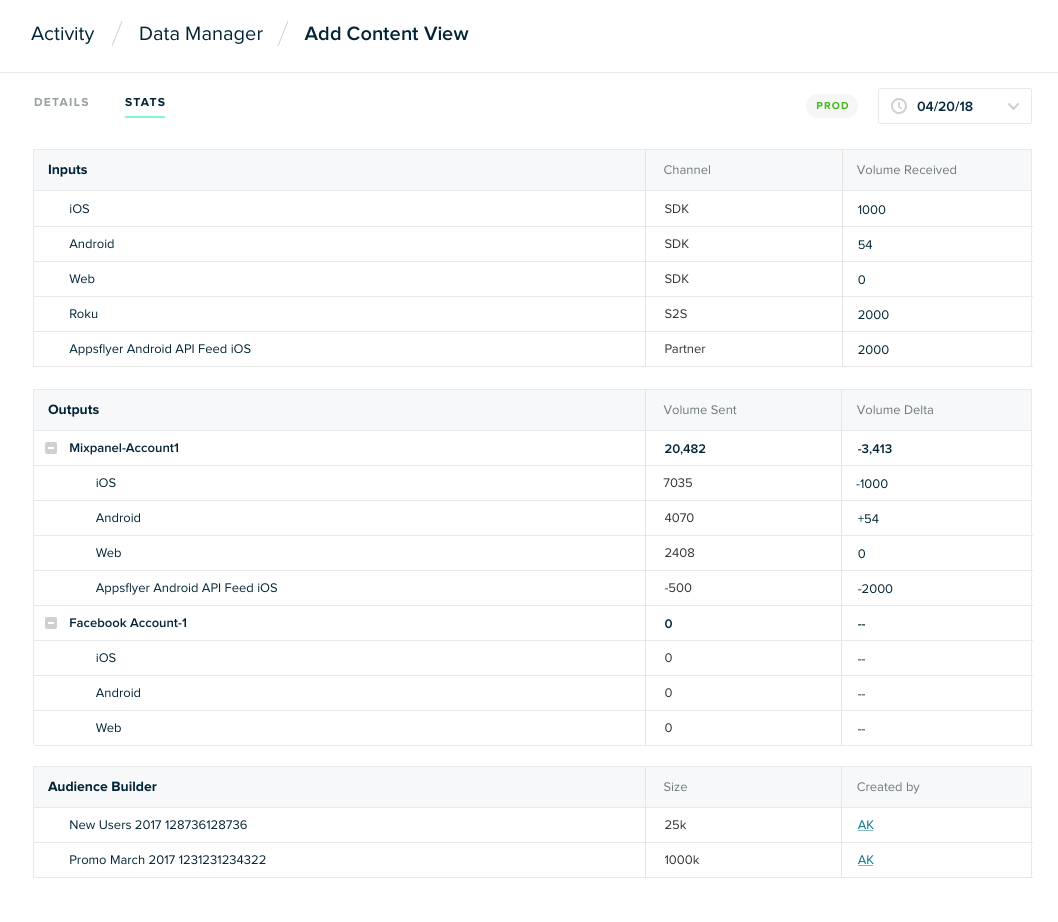 Activity / Data Manager / Add Content View
DETAILS STATS PROD 04/20/18
Inputs Channel Volume Received
iOS SDK 1000
Android SDK 54
Web SDK 0
Roku S2S 2000
Appsflyer Android API Feed iOS Partner 2000
Outputs Volume Sent Volume Delta
Mixpanel-Account1 20,482 -3,413
iOS 7035 -1000
Android 4070 +54
Web 2408 0
Appsflyer Android API Feed iOS -500 -2000
Facebook Account-1 0 --
iOS 0 --
Android 0 --
Web 0 --
Audience Builder Size Created by
New Users 2017 128736128736 25k AK
Promo March 2017 1231231234322 1000k AK